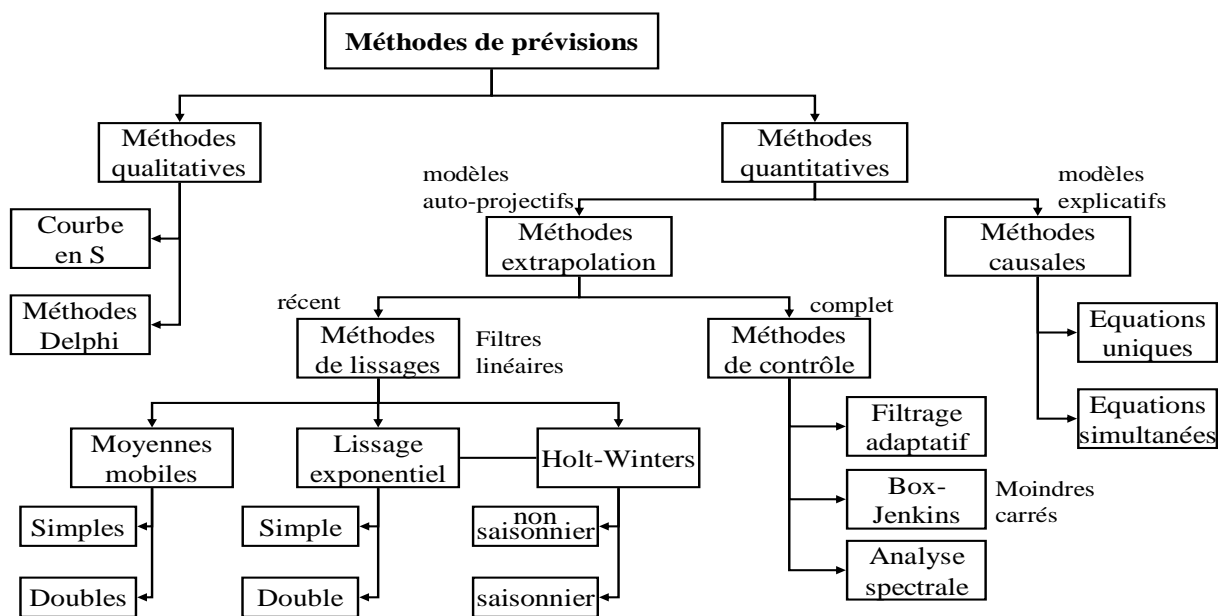 Méthodes de prévisions
Méthodes
qualitatives
Méthodes
quantitatives
modèles
auto-projectifs
modèles
explicatifs
Courbe
en S
Méthodes
Delphi
Méthodes
extrapolation
Méthodes
causales
récent
complet
Méthodes
de lissages
Filtres
linéaires
Méthodes
de contrôle
Equations
uniques
Equations
simultanées
Moyennes
mobiles
Lissage
exponentiel
Holt-Winters
Filtrage
adaptatif
Box-
Jenkins
Moindres
carrés
Analyse
spectrale
Simples
Doubles
Simple
Double
non
saisonnier
saisonnier